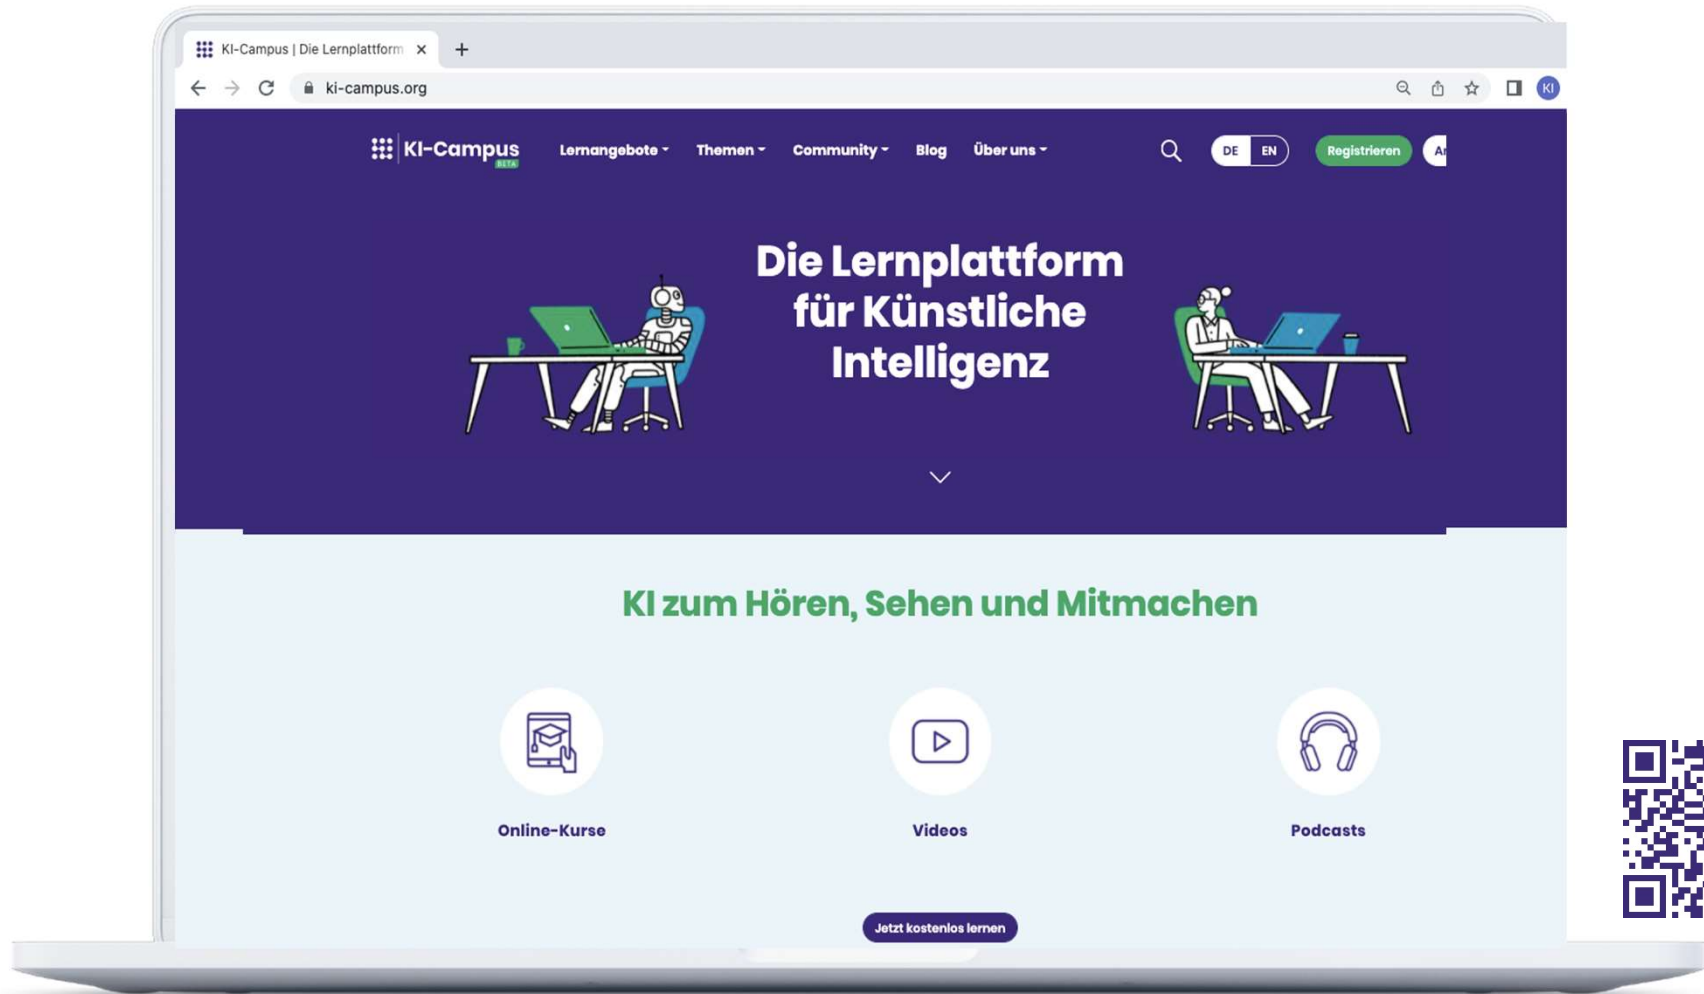 KI-Campus | Die Lernplattform
ki-campus.org
KI
KI-Campus
BETA
Lernangebote
Themen
Community
Blog
Über uns
DE
EN
Registrieren
Die Lernplattform
für Künstliche
Intelligenz
KI zum Hören, Sehen und Mitmachen
Online-Kurse
Videos
Podcasts
Jetzt kostenlos lernen